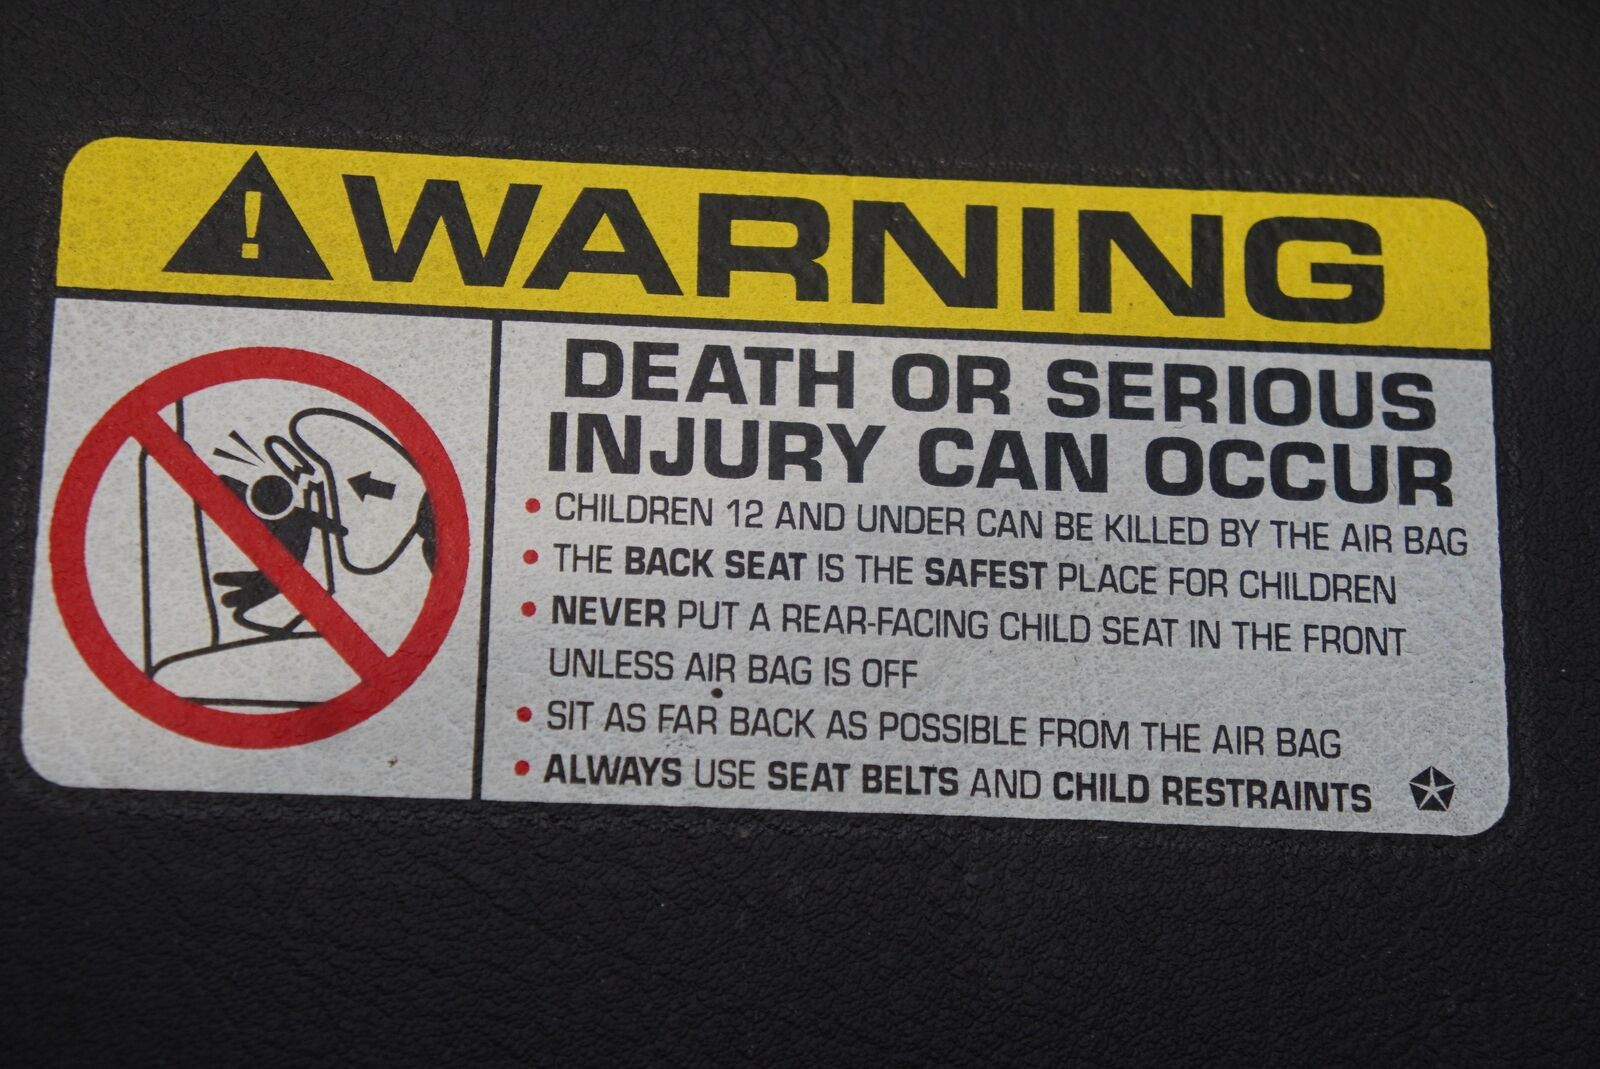 ! WARNING
DEATH OR SERIOUS
INJURY CAN OCCUR
• CHILDREN 12 AND UNDER CAN BE KILLED BY THE AIR BAG
• THE BACK SEAT IS THE SAFEST PLACE FOR CHILDREN
• NEVER PUT A REAR-FACING CHILD SEAT IN THE FRONT
UNLESS AIR BAG IS OFF
• SIT AS FAR BACK AS POSSIBLE FROM THE AIR BAG
• ALWAYS USE SEAT BELTS AND CHILD RESTRAINTS